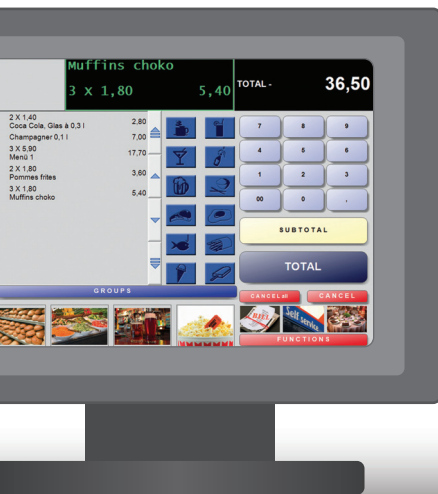 Muffins choko
3 x 1,80 5,40
TOTAL - 36,50
2 X 1,40
Coca Cola, Glas à 0,3 l 2,80
Champagner 0,1 l 7,00
3 X 5,90
Menü 1 17,70
2 X 1,80
Pommes frites 3,60
3 X 1,80
Muffins choko 5,40
7 8 9
4 5 6
1 2 3
00 0 ,
SUBTOTAL
TOTAL
GROUPS
CANCEL all CANCEL
Self service
FUNCTIONS